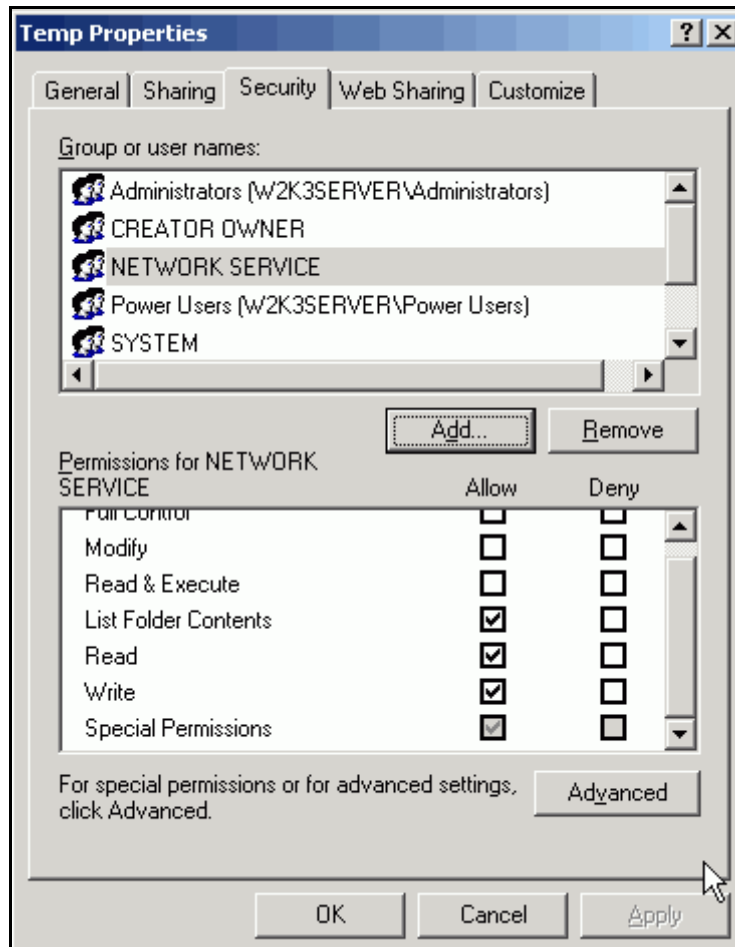 Temp Properties
General Sharing Security Web Sharing Customize
Group or user names:
Administrators (W2K3SERVER\Administrators)
CREATOR OWNER
NETWORK SERVICE
Power Users (W2K3SERVER\Power Users)
SYSTEM
Add... Remove
Permissions for NETWORK
SERVICE Allow Deny
Full Control
Modify
Read & Execute
List Folder Contents
Read
Write
Special Permissions
For special permissions or for advanced settings,
click Advanced.
Advanced
OK Cancel Apply